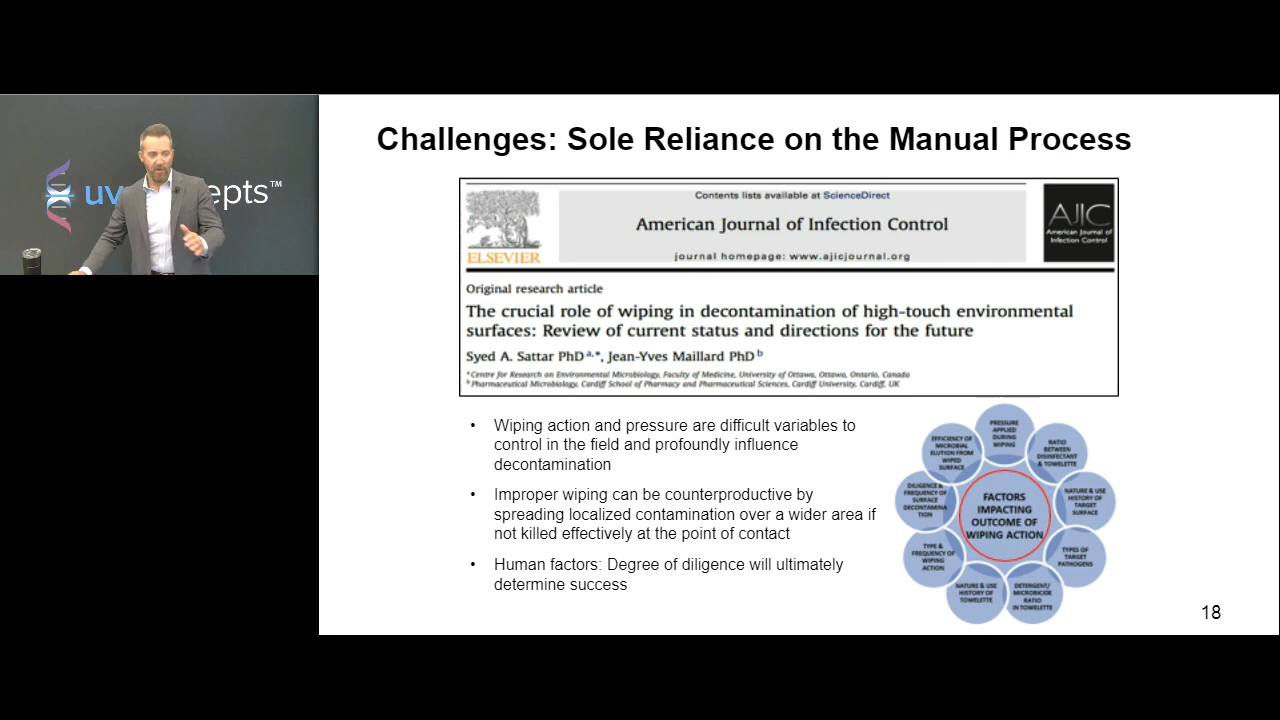 Challenges: Sole Reliance on the Manual Process
uv
epts™
Contents lists available at ScienceDirect
American Journal of Infection Control
journal homepage: www.ajicjournal.org
ELSEVIER
AJIC
American Journal of
Infection Control
Original research article
The crucial role of wiping in decontamination of high-touch environmental
surfaces: Review of current status and directions for the future
Syed A. Sattar PhD a,*, Jean-Yves Maillard PhD b
a Centre for Research on Environmental Microbiology, Faculty of Medicine, University of Ottawa, Ottawa, Ontario, Canada
b Pharmaceutical Microbiology, Cardiff School of Pharmacy and Pharmaceutical Sciences, Cardiff University, Cardiff, UK
• Wiping action and pressure are difficult variables to
control in the field and profoundly influence
decontamination
• Improper wiping can be counterproductive by
spreading localized contamination over a wider area if
not killed effectively at the point of contact
• Human factors: Degree of diligence will ultimately
determine success
FACTORS
IMPACTING
OUTCOME OF
WIPING ACTION
PRESSURE
APPLIED
DURING
WIPING
RATIO
BETWEEN
DISINFECTANT
& TOWELETTE
NATURE & USE
HISTORY OF
TARGET
SURFACE
TYPES OF
TARGET
PATHOGENS
DETERGENT/
MICROBICIDE
RATIO
IN TOWELETTE
NATURE & USE
HISTORY OF
TOWELETTE
TYPE &
FREQUENCY OF
WIPING
ACTION
DILIGENCE &
FREQUENCY OF
SURFACE
DECONTAMINA
TION
EFFICIENCY OF
MICROBIAL
ELUTION FROM
WIPED
SURFACE
18